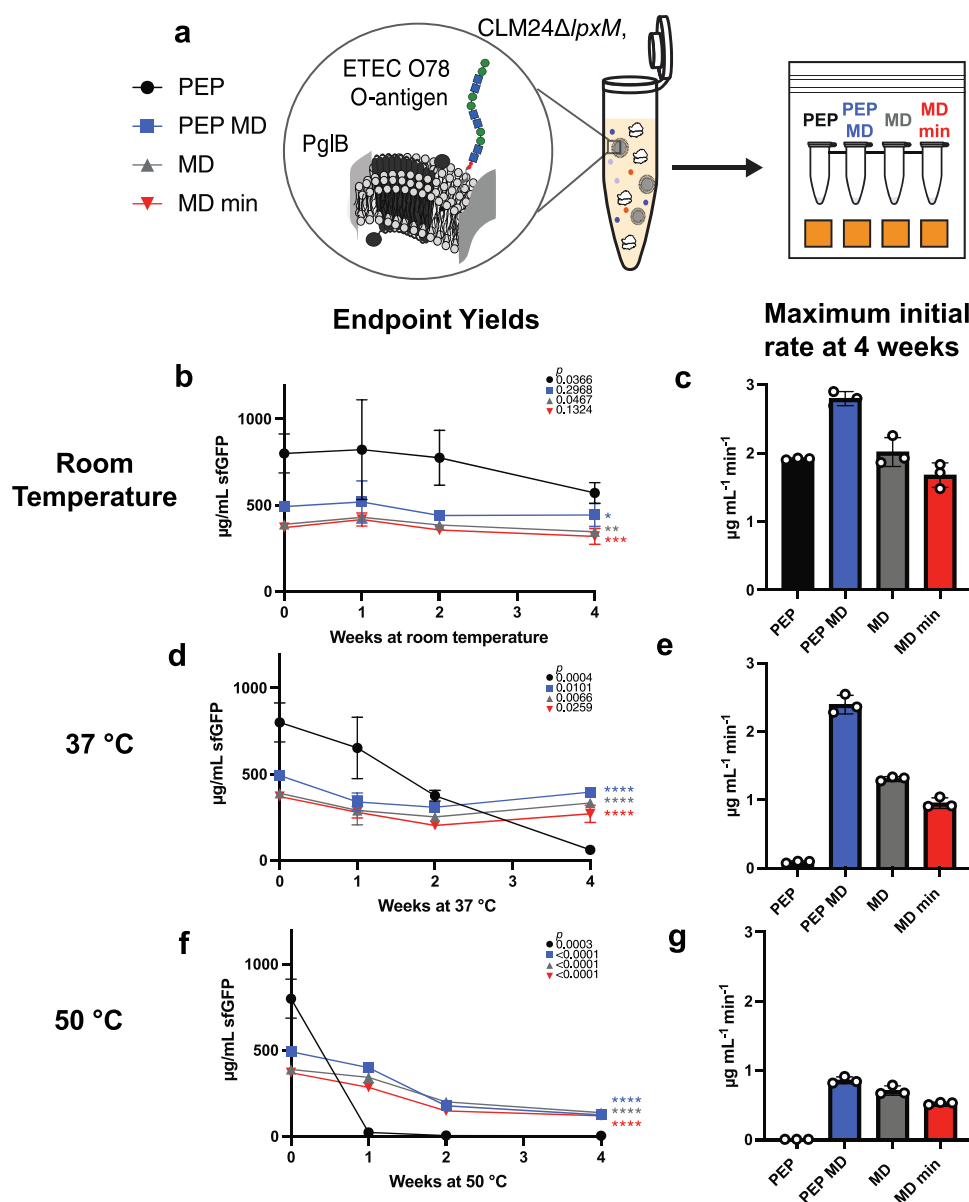 a
PEP
PEP MD
MD
MD min
CLM24ΔlpxM,
ETEC O78
O-antigen
PglB
PEP
PEP
MD
MD
MD
min
Endpoint Yields
Maximum initial
rate at 4 weeks
Room
Temperature
b
µg/mL sfGFP
1000
500
0
0
1
2
3
4
Weeks at room temperature
p
0.0366
0.2968
0.0467
0.1324
*
**
***
c
µg mL-1 min-1
3
2
1
0
PEP
PEP MD
MD
MD min
37 °C
d
µg/mL sfGFP
1000
500
0
0
1
2
3
4
Weeks at 37 °C
p
0.0004
0.0101
0.0066
0.0259
****
****
****
e
µg mL-1 min-1
3
2
1
0
PEP
PEP MD
MD
MD min
50 °C
f
µg/mL sfGFP
1000
500
0
0
1
2
3
4
Weeks at 50 °C
p
0.0003
<0.0001
<0.0001
<0.0001
****
****
****
g
µg mL-1 min-1
3
2
1
0
PEP
PEP MD
MD
MD min